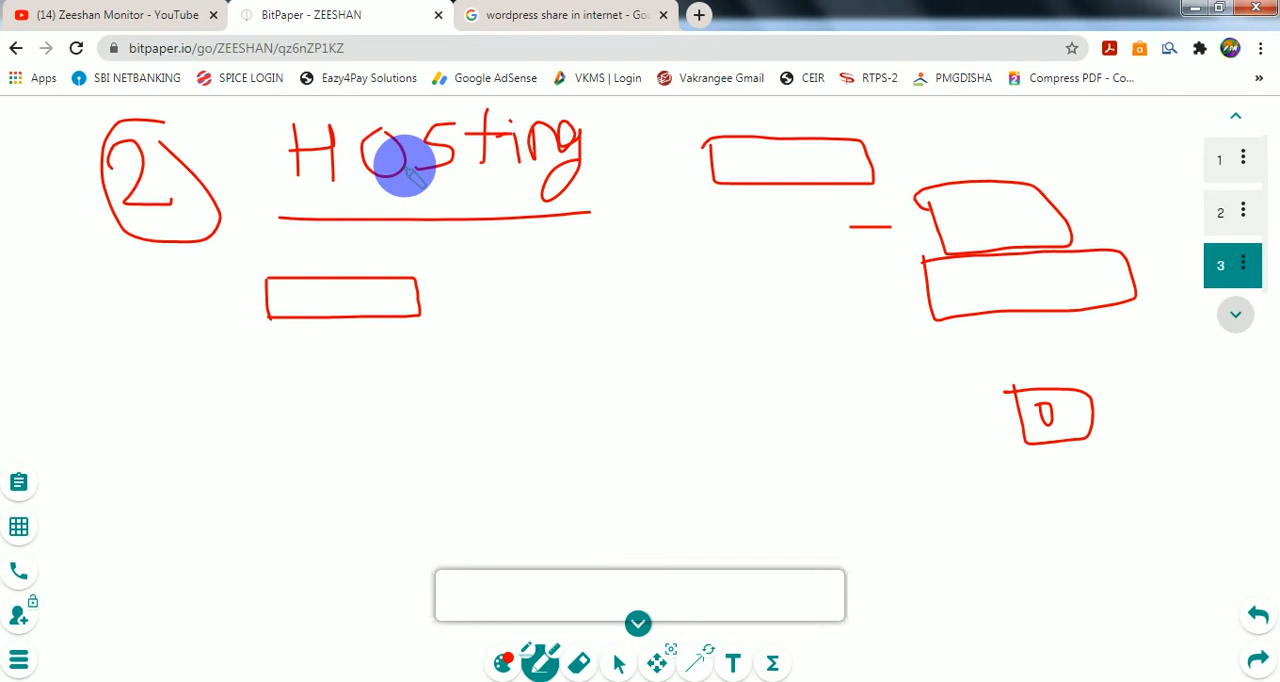 (14) Zeeshan Monitor - YouTube
BitPaper - ZEESHAN
wordpress share in internet - Goo
bitpaper.io/go/ZEESHAN/qz6nZP1KZ
Apps
SBI NETBANKING
SPICE LOGIN
Eazy4Pay Solutions
Google AdSense
VKMS | Login
Vakrangee Gmail
CEIR
RTPS-2
PMGDISHA
Compress PDF - Co...
»
2
HOsting
0
1
2
3
T
Σ